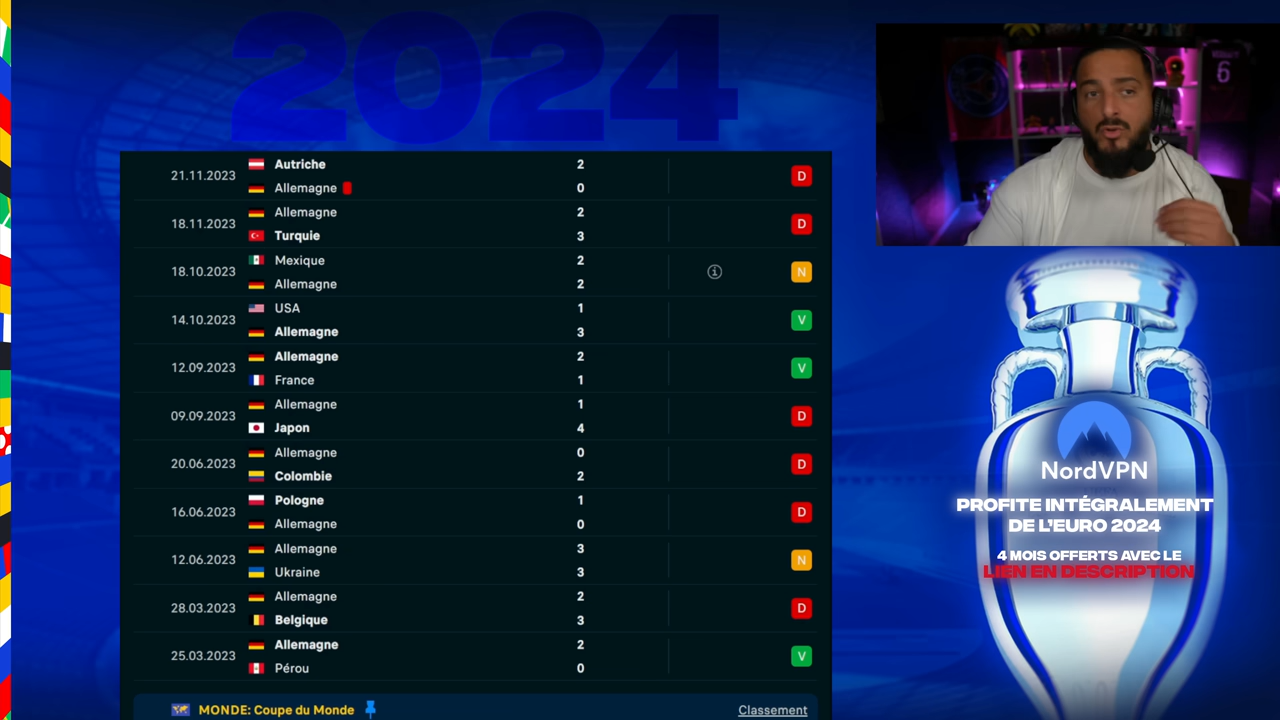 2024
21.11.2023 Autriche 2
Allemagne 0 D
18.11.2023 Allemagne 2
Turquie 3 D
18.10.2023 Mexique 2
Allemagne 2 N
14.10.2023 USA 1
Allemagne 3 V
12.09.2023 Allemagne 2
France 1 V
09.09.2023 Allemagne 1
Japon 4 D
20.06.2023 Allemagne 0
Colombie 2 D
16.06.2023 Pologne 1
Allemagne 0 D
12.06.2023 Allemagne 3
Ukraine 3 N
28.03.2023 Allemagne 2
Belgique 3 D
25.03.2023 Allemagne 2
Pérou 0 V
MONDE: Coupe du Monde Classement
6
NordVPN
PROFITE INTÉGRALEMENT
DE L'EURO 2024
4 MOIS OFFERTS AVEC LE
LIEN EN DESCRIPTION